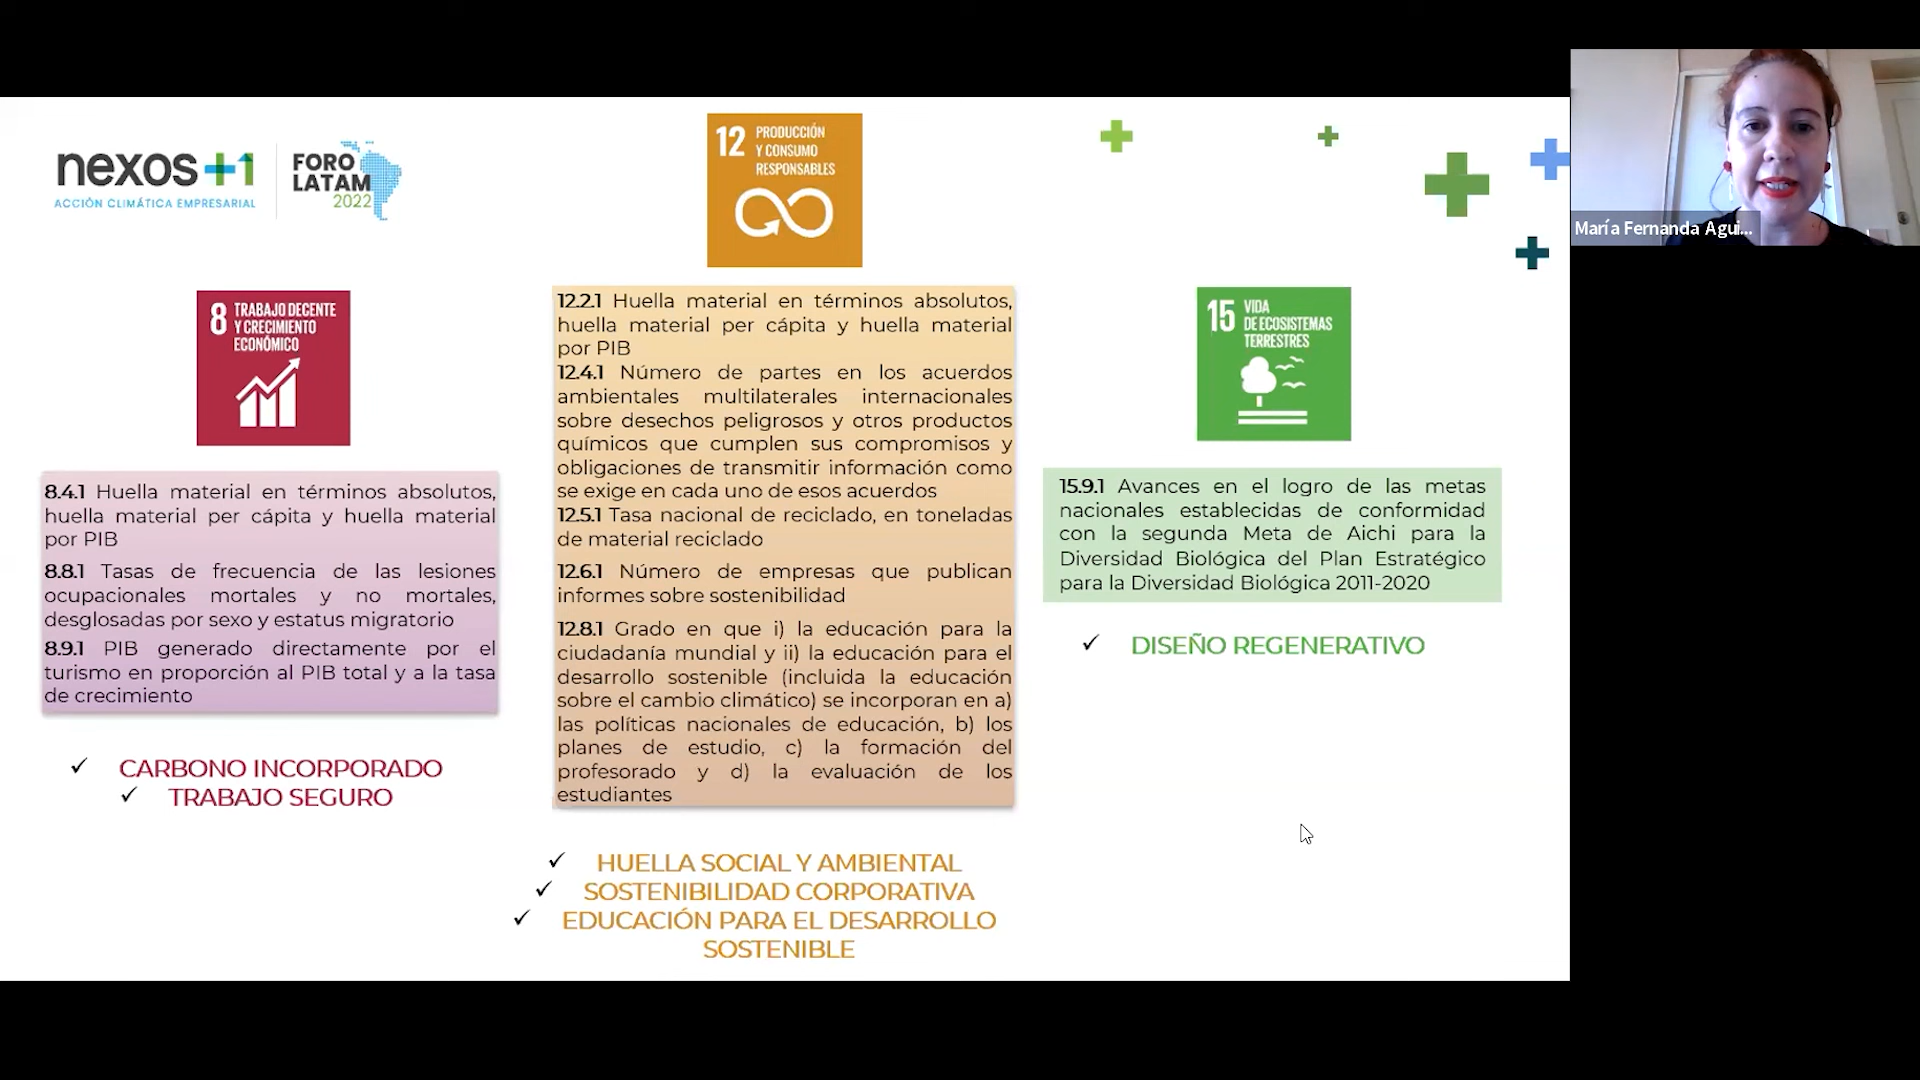 nexos+1
ACCIÓN CLIMÁTICA EMPRESARIAL
FORO
LATAM
2022
12 PRODUCCIÓN
Y CONSUMO
RESPONSABLES
María Fernanda Agui...
8 TRABAJO DECENTE
Y CRECIMIENTO
ECONÓMICO
8.4.1 Huella material en términos absolutos,
huella material per cápita y huella material
por PIB
8.8.1 Tasas de frecuencia de las lesiones
ocupacionales mortales y no mortales,
desglosadas por sexo y estatus migratorio
8.9.1 PIB generado directamente por el
turismo en proporción al PIB total y a la tasa
de crecimiento
✓ CARBONO INCORPORADO
✓ TRABAJO SEGURO
12.2.1 Huella material en términos absolutos,
huella material per cápita y huella material
por PIB
12.4.1 Número de partes en los acuerdos
ambientales multilaterales internacionales
sobre desechos peligrosos y otros productos
químicos que cumplen sus compromisos y
obligaciones de transmitir información como
se exige en cada uno de esos acuerdos
12.5.1 Tasa nacional de reciclado, en toneladas
de material reciclado
12.6.1 Número de empresas que publican
informes sobre sostenibilidad
12.8.1 Grado en que i) la educación para la
ciudadanía mundial y ii) la educación para el
desarrollo sostenible (incluida la educación
sobre el cambio climático) se incorporan en a)
las políticas nacionales de educación, b) los
planes de estudio, c) la formación del
profesorado y d) la evaluación de los
estudiantes
✓ HUELLA SOCIAL Y AMBIENTAL
✓ SOSTENIBILIDAD CORPORATIVA
✓ EDUCACIÓN PARA EL DESARROLLO
SOSTENIBLE
15 VIDA
DE ECOSISTEMAS
TERRESTRES
15.9.1 Avances en el logro de las metas
nacionales establecidas de conformidad
con la segunda Meta de Aichi para la
Diversidad Biológica del Plan Estratégico
para la Diversidad Biológica 2011-2020
✓ DISEÑO REGENERATIVO